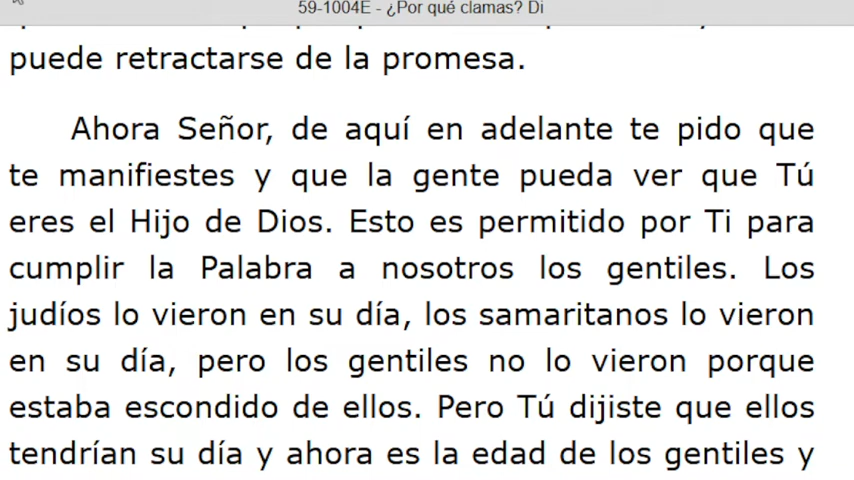 59-1004E - ¿Por qué clamas? Di
puede retractarse de la promesa.
Ahora Señor, de aquí en adelante te pido que
te manifiestes y que la gente pueda ver que Tú
eres el Hijo de Dios. Esto es permitido por Ti para
cumplir la Palabra a nosotros los gentiles. Los
judíos lo vieron en su día, los samaritanos lo vieron
en su día, pero los gentiles no lo vieron porque
estaba escondido de ellos. Pero Tú dijiste que ellos
tendrían su día y ahora es la edad de los gentiles y